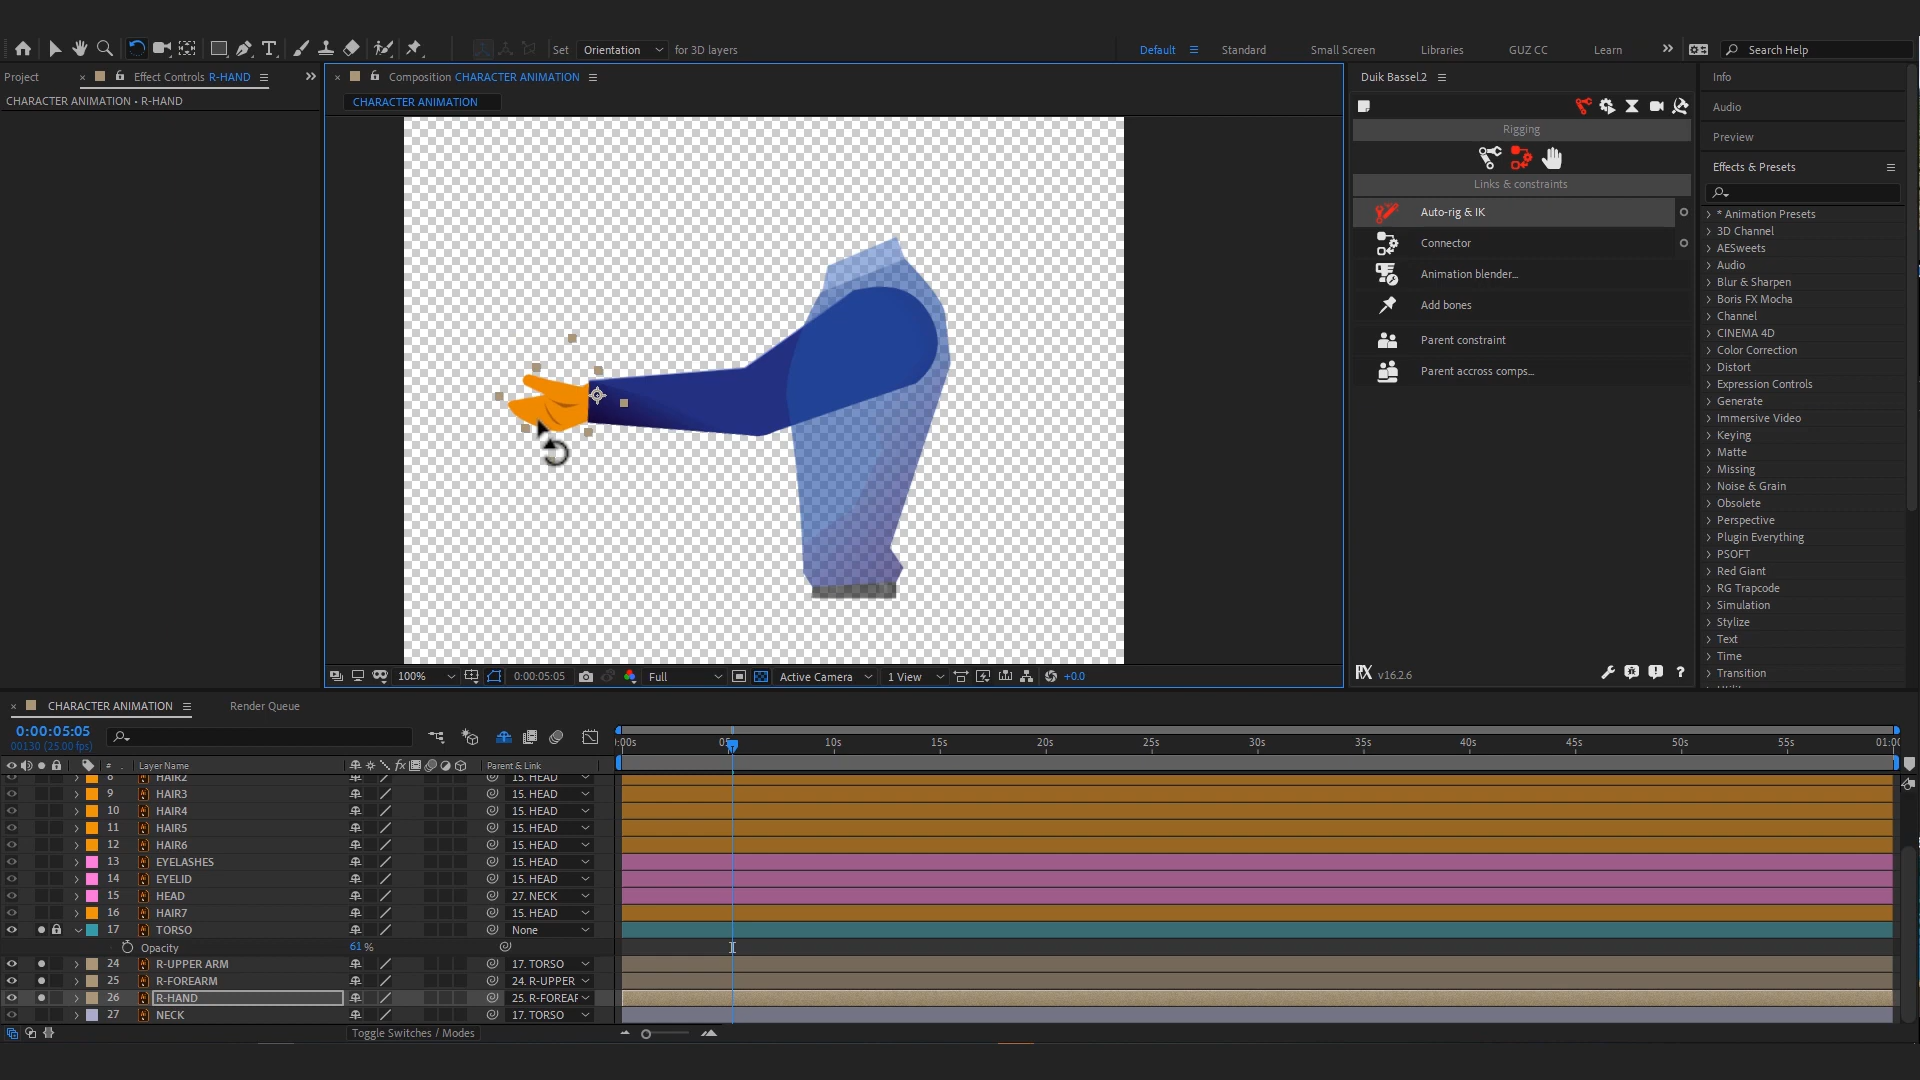 Set Orientation for 3D layers
Default Standard Small Screen Libraries GUZ CC Learn Search Help
Project Effect Controls R-HAND
CHARACTER ANIMATION • R-HAND
Composition CHARACTER ANIMATION
CHARACTER ANIMATION
Duik Bassel.2
Rigging
Links & constraints
Auto-rig & IK
Connector
Animation blender...
Add bones
Parent constraint
Parent accross comps...
v16.2.6
Info
Audio
Preview
Effects & Presets
* Animation Presets
3D Channel
AESweets
Audio
Blur & Sharpen
Boris FX Mocha
Channel
CINEMA 4D
Color Correction
Distort
Expression Controls
Generate
Immersive Video
Keying
Matte
Missing
Noise & Grain
Obsolete
Perspective
Plugin Everything
PSOFT
Red Giant
RG Trapcode
Simulation
Stylize
Text
Time
Transition
100% 0:00:05:05 Full Active Camera 1 View +0.0
CHARACTER ANIMATION Render Queue
0:00:05:05
00130 (25.00 fps)
:00s 05 10s 15s 20s 25s 30s 35s 40s 45s 50s 55s 01:00
# Layer Name fx Parent & Link
8 HAIR2 15. HEAD
9 HAIR3 15. HEAD
10 HAIR4 15. HEAD
11 HAIR5 15. HEAD
12 HAIR6 15. HEAD
13 EYELASHES 15. HEAD
14 EYELID 15. HEAD
15 HEAD 27. NECK
16 HAIR7 15. HEAD
17 TORSO None
Opacity 61 %
24 R-UPPER ARM 17. TORSO
25 R-FOREARM 24. R-UPPER
26 R-HAND 25. R-FOREAR
27 NECK 17. TORSO
Toggle Switches / Modes